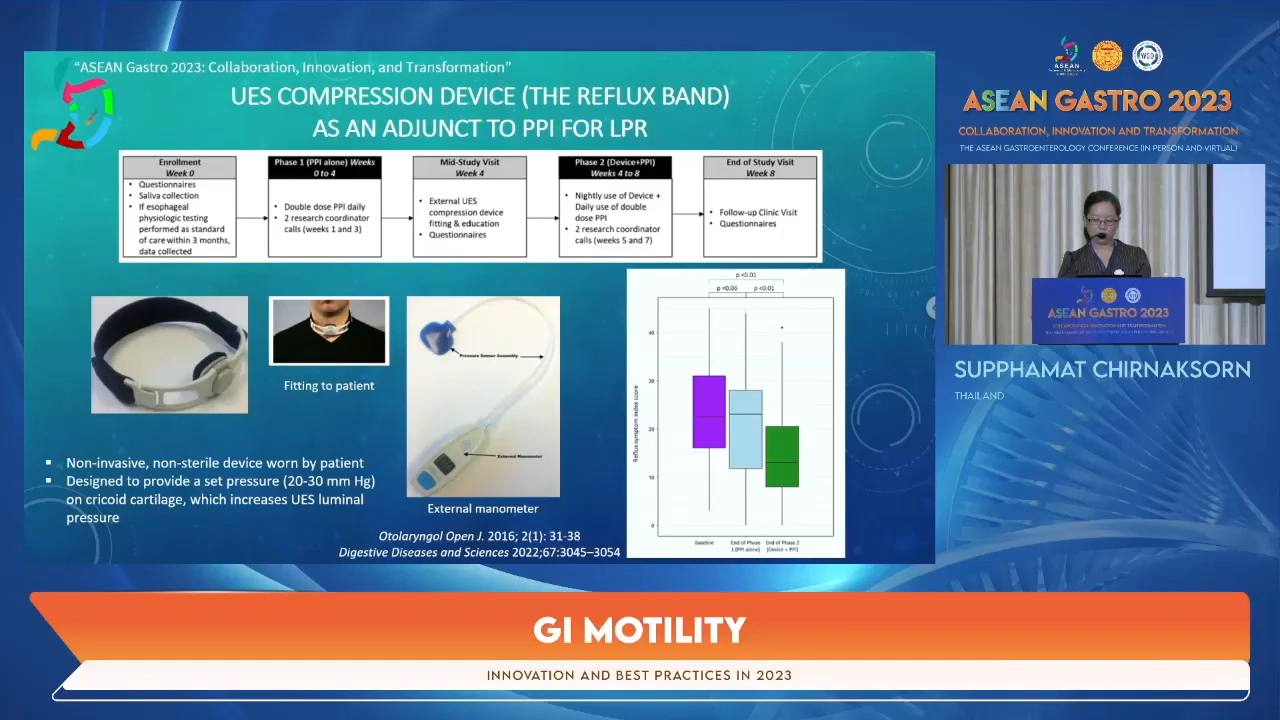 "ASEAN Gastro 2023: Collaboration, Innovation, and Transformation"
UES COMPRESSION DEVICE (THE REFLUX BAND)
AS AN ADJUNCT TO PPI FOR LPR
Enrollment
Week 0
• Questionnaires
• Saliva collection
• If esophageal
physiologic testing
performed as standard
of care within 3 months,
data collected
Phase 1 (PPI alone) Weeks
0 to 4
• Double dose PPI daily
• 2 research coordinator
calls (weeks 1 and 3)
Mid-Study Visit
Week 4
• External UES
compression device
fitting & education
• Questionnaires
Phase 2 (Device+PPI)
Weeks 4 to 8
• Nightly use of Device +
Daily use of double
dose PPI
• 2 research coordinator
calls (weeks 5 and 7)
End of Study Visit
Week 8
• Follow-up Clinic Visit
• Questionnaires
Fitting to patient
Pressure Sensor Assembly
External Manometer
External manometer
▪ Non-invasive, non-sterile device worn by patient
▪ Designed to provide a set pressure (20-30 mm Hg)
on cricoid cartilage, which increases UES luminal
pressure
Otolaryngol Open J. 2016; 2(1): 31-38
Digestive Diseases and Sciences 2022;67:3045–3054
p <0.01
p =0.06 p <0.01
Reflux symptom index score
40
30
20
10
0
Baseline
End of Phase
1 (PPI alone)
End of Phase 2
(Device + PPI)
ASEAN
WGO
ASEAN GASTRO 2023
COLLABORATION, INNOVATION AND TRANSFORMATION
THE ASEAN GASTROENTEROLOGY CONFERENCE (IN PERSON AND VIRTUAL)
ASEAN GASTRO 2023
COLLABORATION, INNOVATION AND TRANSFORMATION
SUPPHAMAT CHIRNAKSORN
THAILAND
GI MOTILITY
INNOVATION AND BEST PRACTICES IN 2023